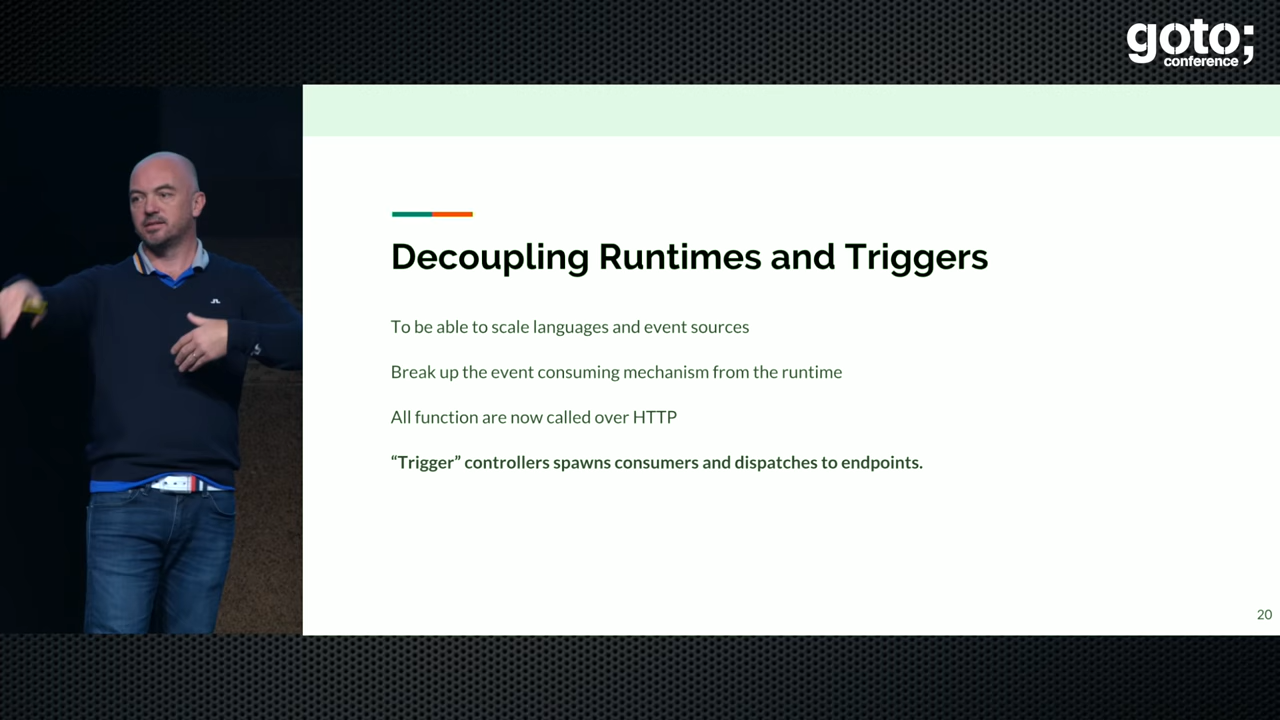 goto;
conference
Decoupling Runtimes and Triggers
To be able to scale languages and event sources
Break up the event consuming mechanism from the runtime
All function are now called over HTTP
“Trigger” controllers spawns consumers and dispatches to endpoints.
20